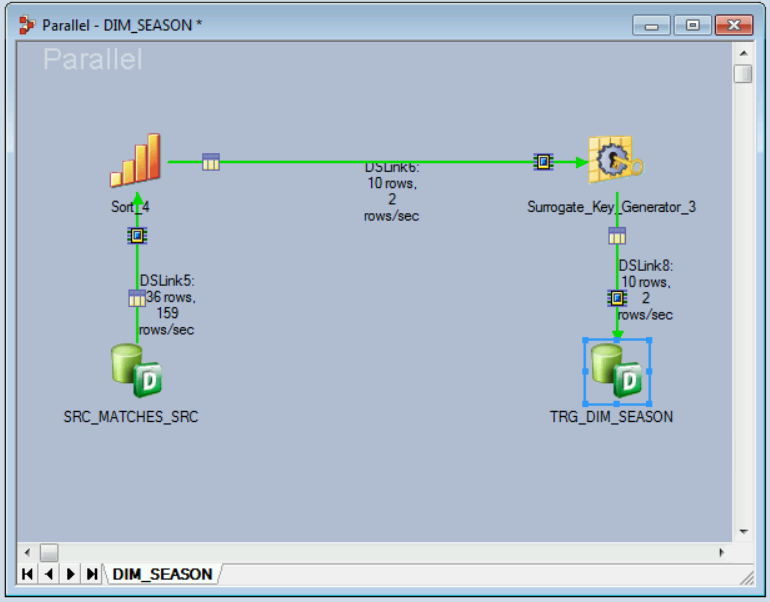 Parallel - DIM_SEASON *
Parallel
DSLink6:
10 rows,
2
rows/sec
Sort_4
Surrogate_Key_Generator_3
DSLink5:
36 rows,
159
rows/sec
DSLink8:
10 rows,
2
rows/sec
D
D
SRC_MATCHES_SRC
TRG_DIM_SEASON
DIM_SEASON